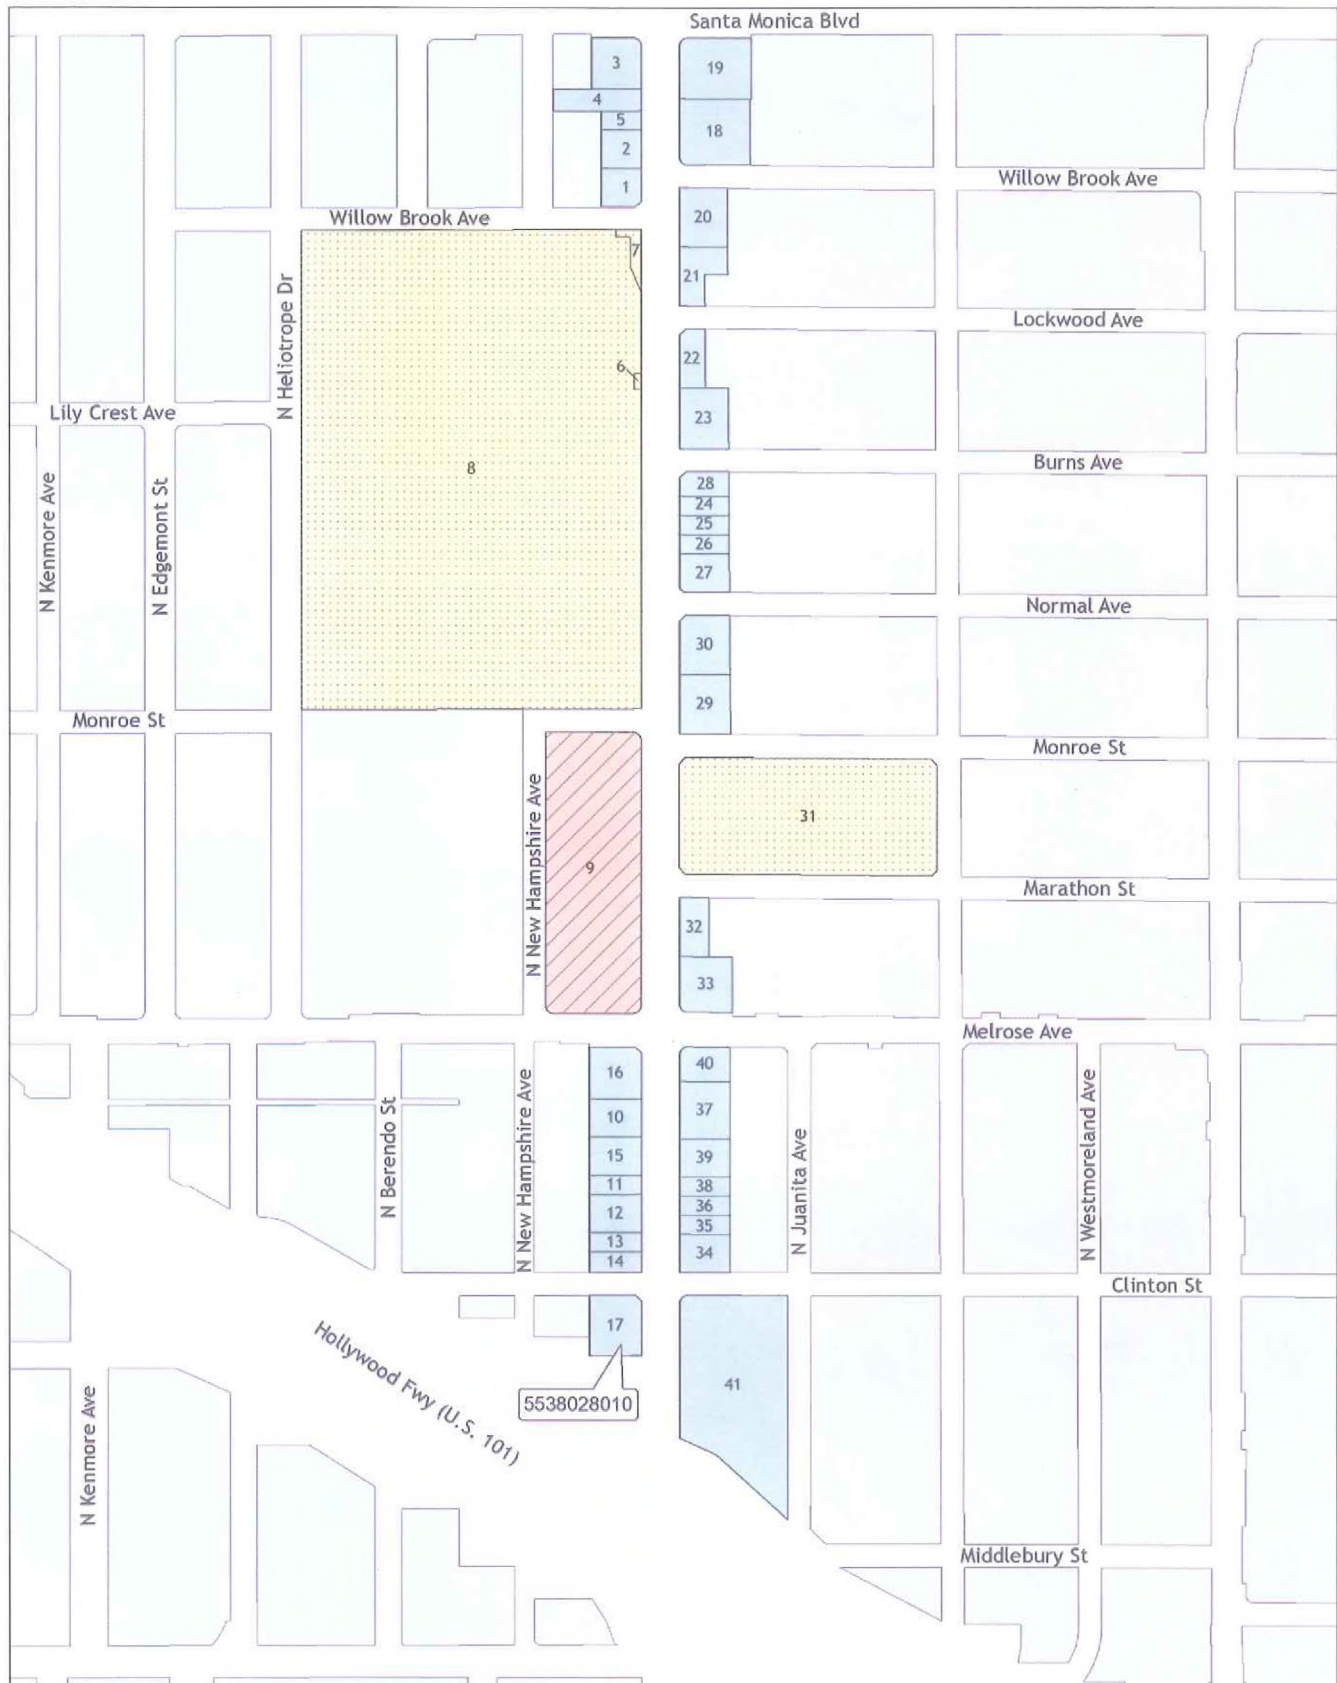 Santa Monica Blvd
3
19
4
5
18
2
1
Willow Brook Ave
20
Willow Brook Ave
7
21
N Heliotrope Dr
Lockwood Ave
22
6
Lily Crest Ave
23
Burns Ave
8
28
24
25
26
27
N Kenmore Ave
N Edgemont St
Normal Ave
30
29
Monroe St
Monroe St
31
9
N New Hampshire Ave
Marathon St
32
33
Melrose Ave
16
40
10
37
15
39
11
38
12
36
35
13
34
14
N Berendo St
N New Hampshire Ave
N Juanita Ave
N Westmoreland Ave
Clinton St
17
Hollywood Fwy (U.S. 101)
41
5538028010
N Kenmore Ave
Middlebury St